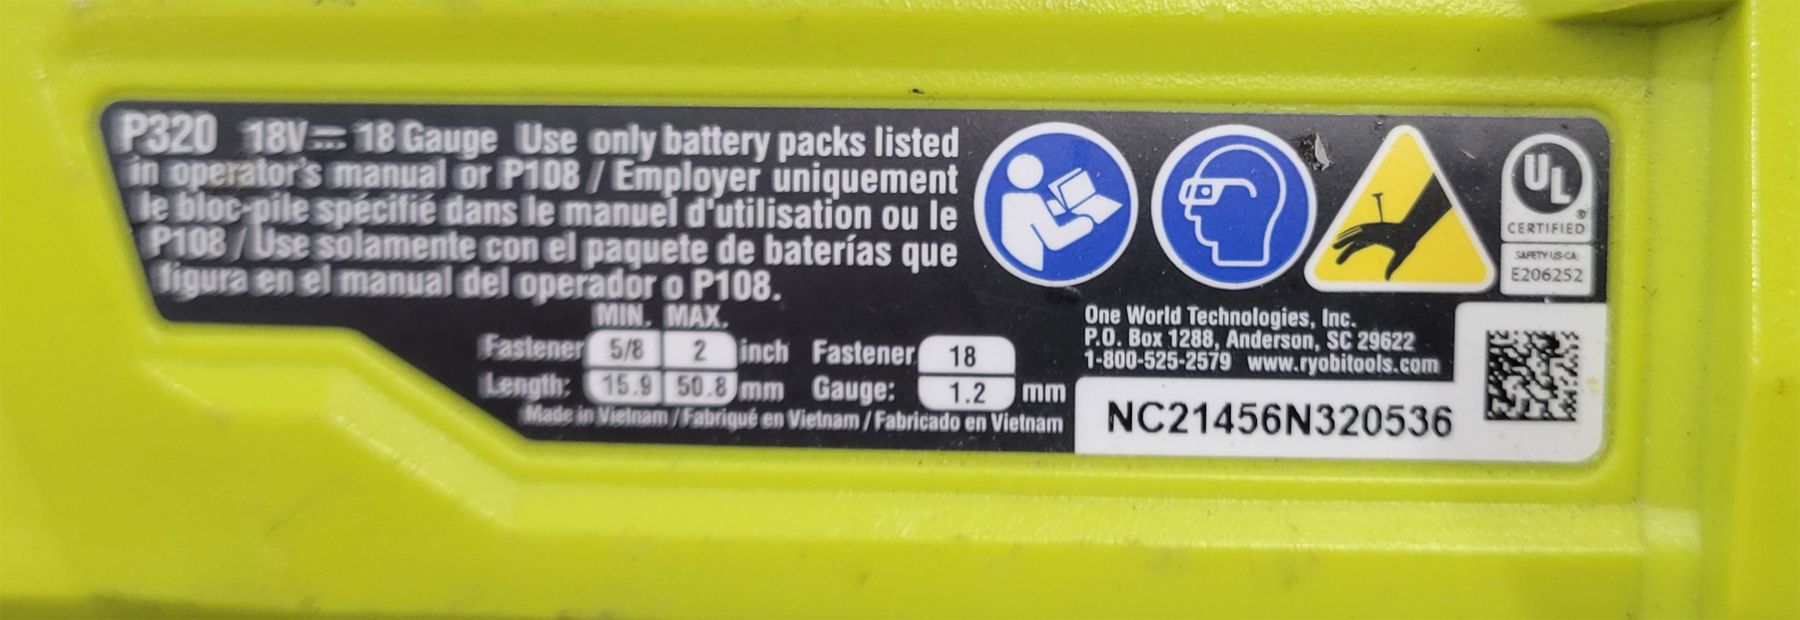 P320 18V⎓ 18 Gauge Use only battery packs listed
in operator's manual or P108 / Employer uniquement
le bloc-pile spécifié dans le manuel d'utilisation ou le
P108 / Use solamente con el paquete de baterías que
figura en el manual del operador o P108.
MIN. MAX.
Fastener 5/8 2 inch Fastener 18
Length: 15.9 50.8 mm Gauge: 1.2 mm
Made in Vietnam / Fabriqué en Vietnam / Fabricado en Vietnam
UL
®
CERTIFIED
SAFETY-US-CA
E206252
One World Technologies, Inc.
P.O. Box 1288, Anderson, SC 29622
1-800-525-2579 www.ryobitools.com
NC21456N320536